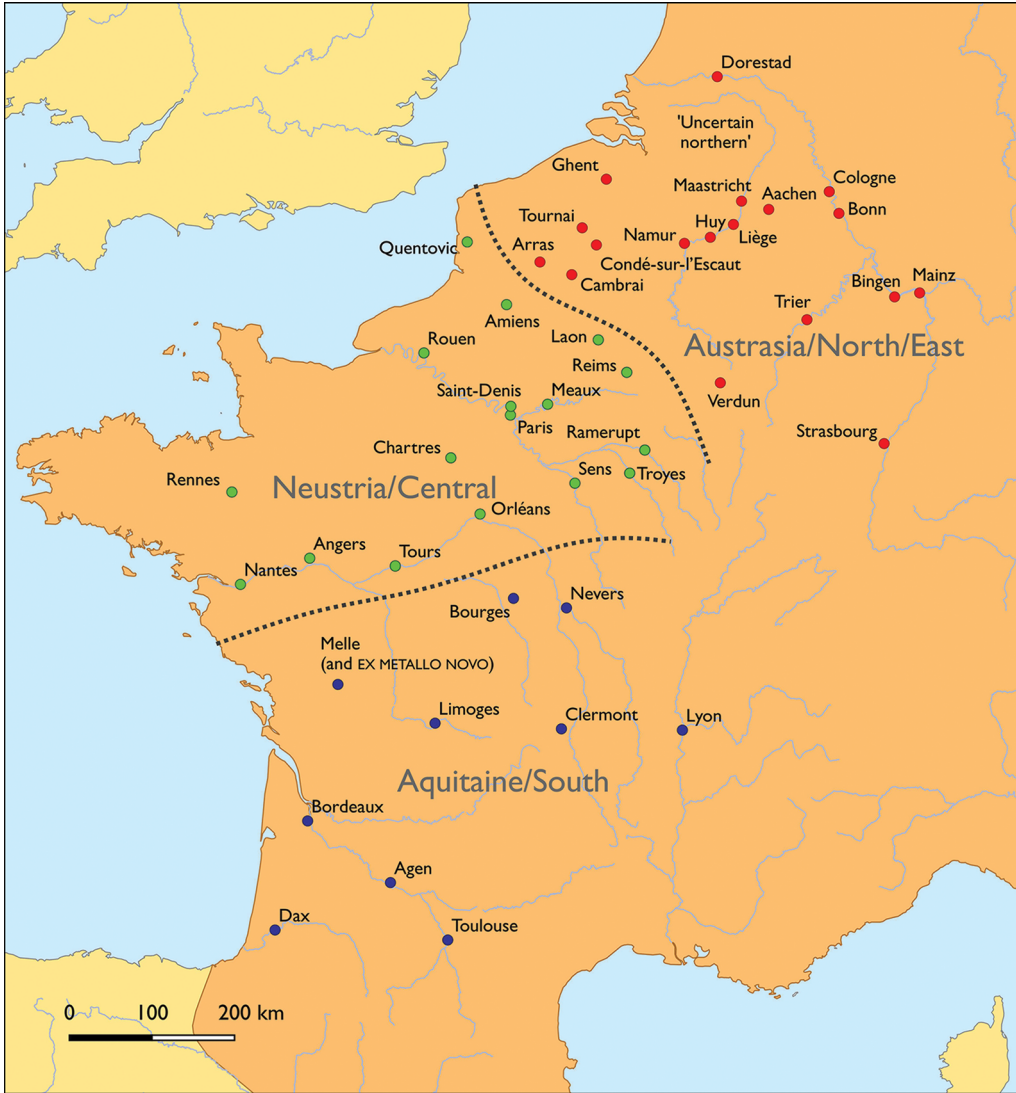 Dorestad
'Uncertain
northern'
Ghent
Maastricht
Aachen
Cologne
Bonn
Tournai
Huy
Liège
Namur
Arras
Condé-sur-l'Escaut
Cambrai
Quentovic
Bingen
Mainz
Trier
Amiens
Laon
Rouen
Austrasia/North/East
Reims
Saint-Denis
Meaux
Verdun
Paris
Ramerupt
Strasbourg
Chartres
Sens
Troyes
Rennes
Neustria/Central
Orléans
Angers
Tours
Nantes
Nevers
Bourges
Melle
(and EX METALLO NOVO)
Limoges
Clermont
Lyon
Aquitaine/South
Bordeaux
Agen
Dax
Toulouse
0 100 200 km